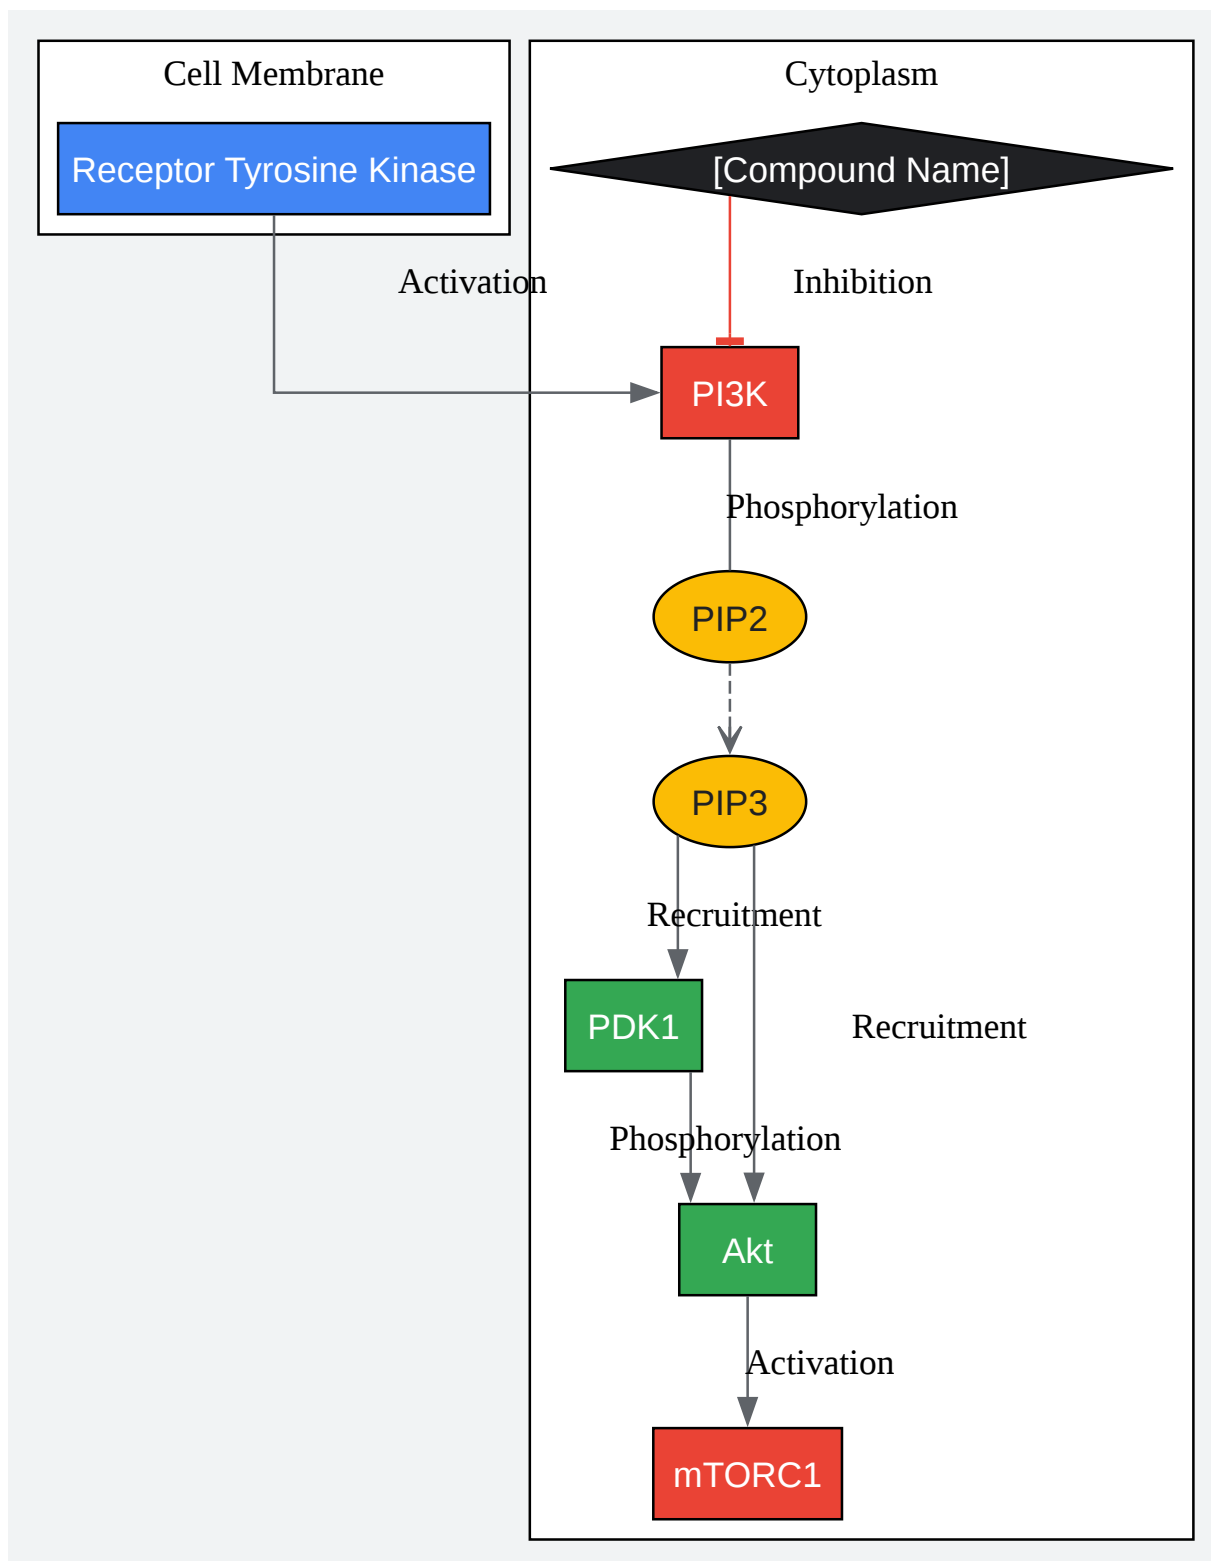 Cell Membrane
Cytoplasm
Receptor Tyrosine Kinase
[Compound Name]
Activation
Inhibition
PI3K
Phosphorylation
PIP2
PIP3
Recruitment
PDK1
Recruitment
Phosphorylation
Akt
Activation
mTORC1